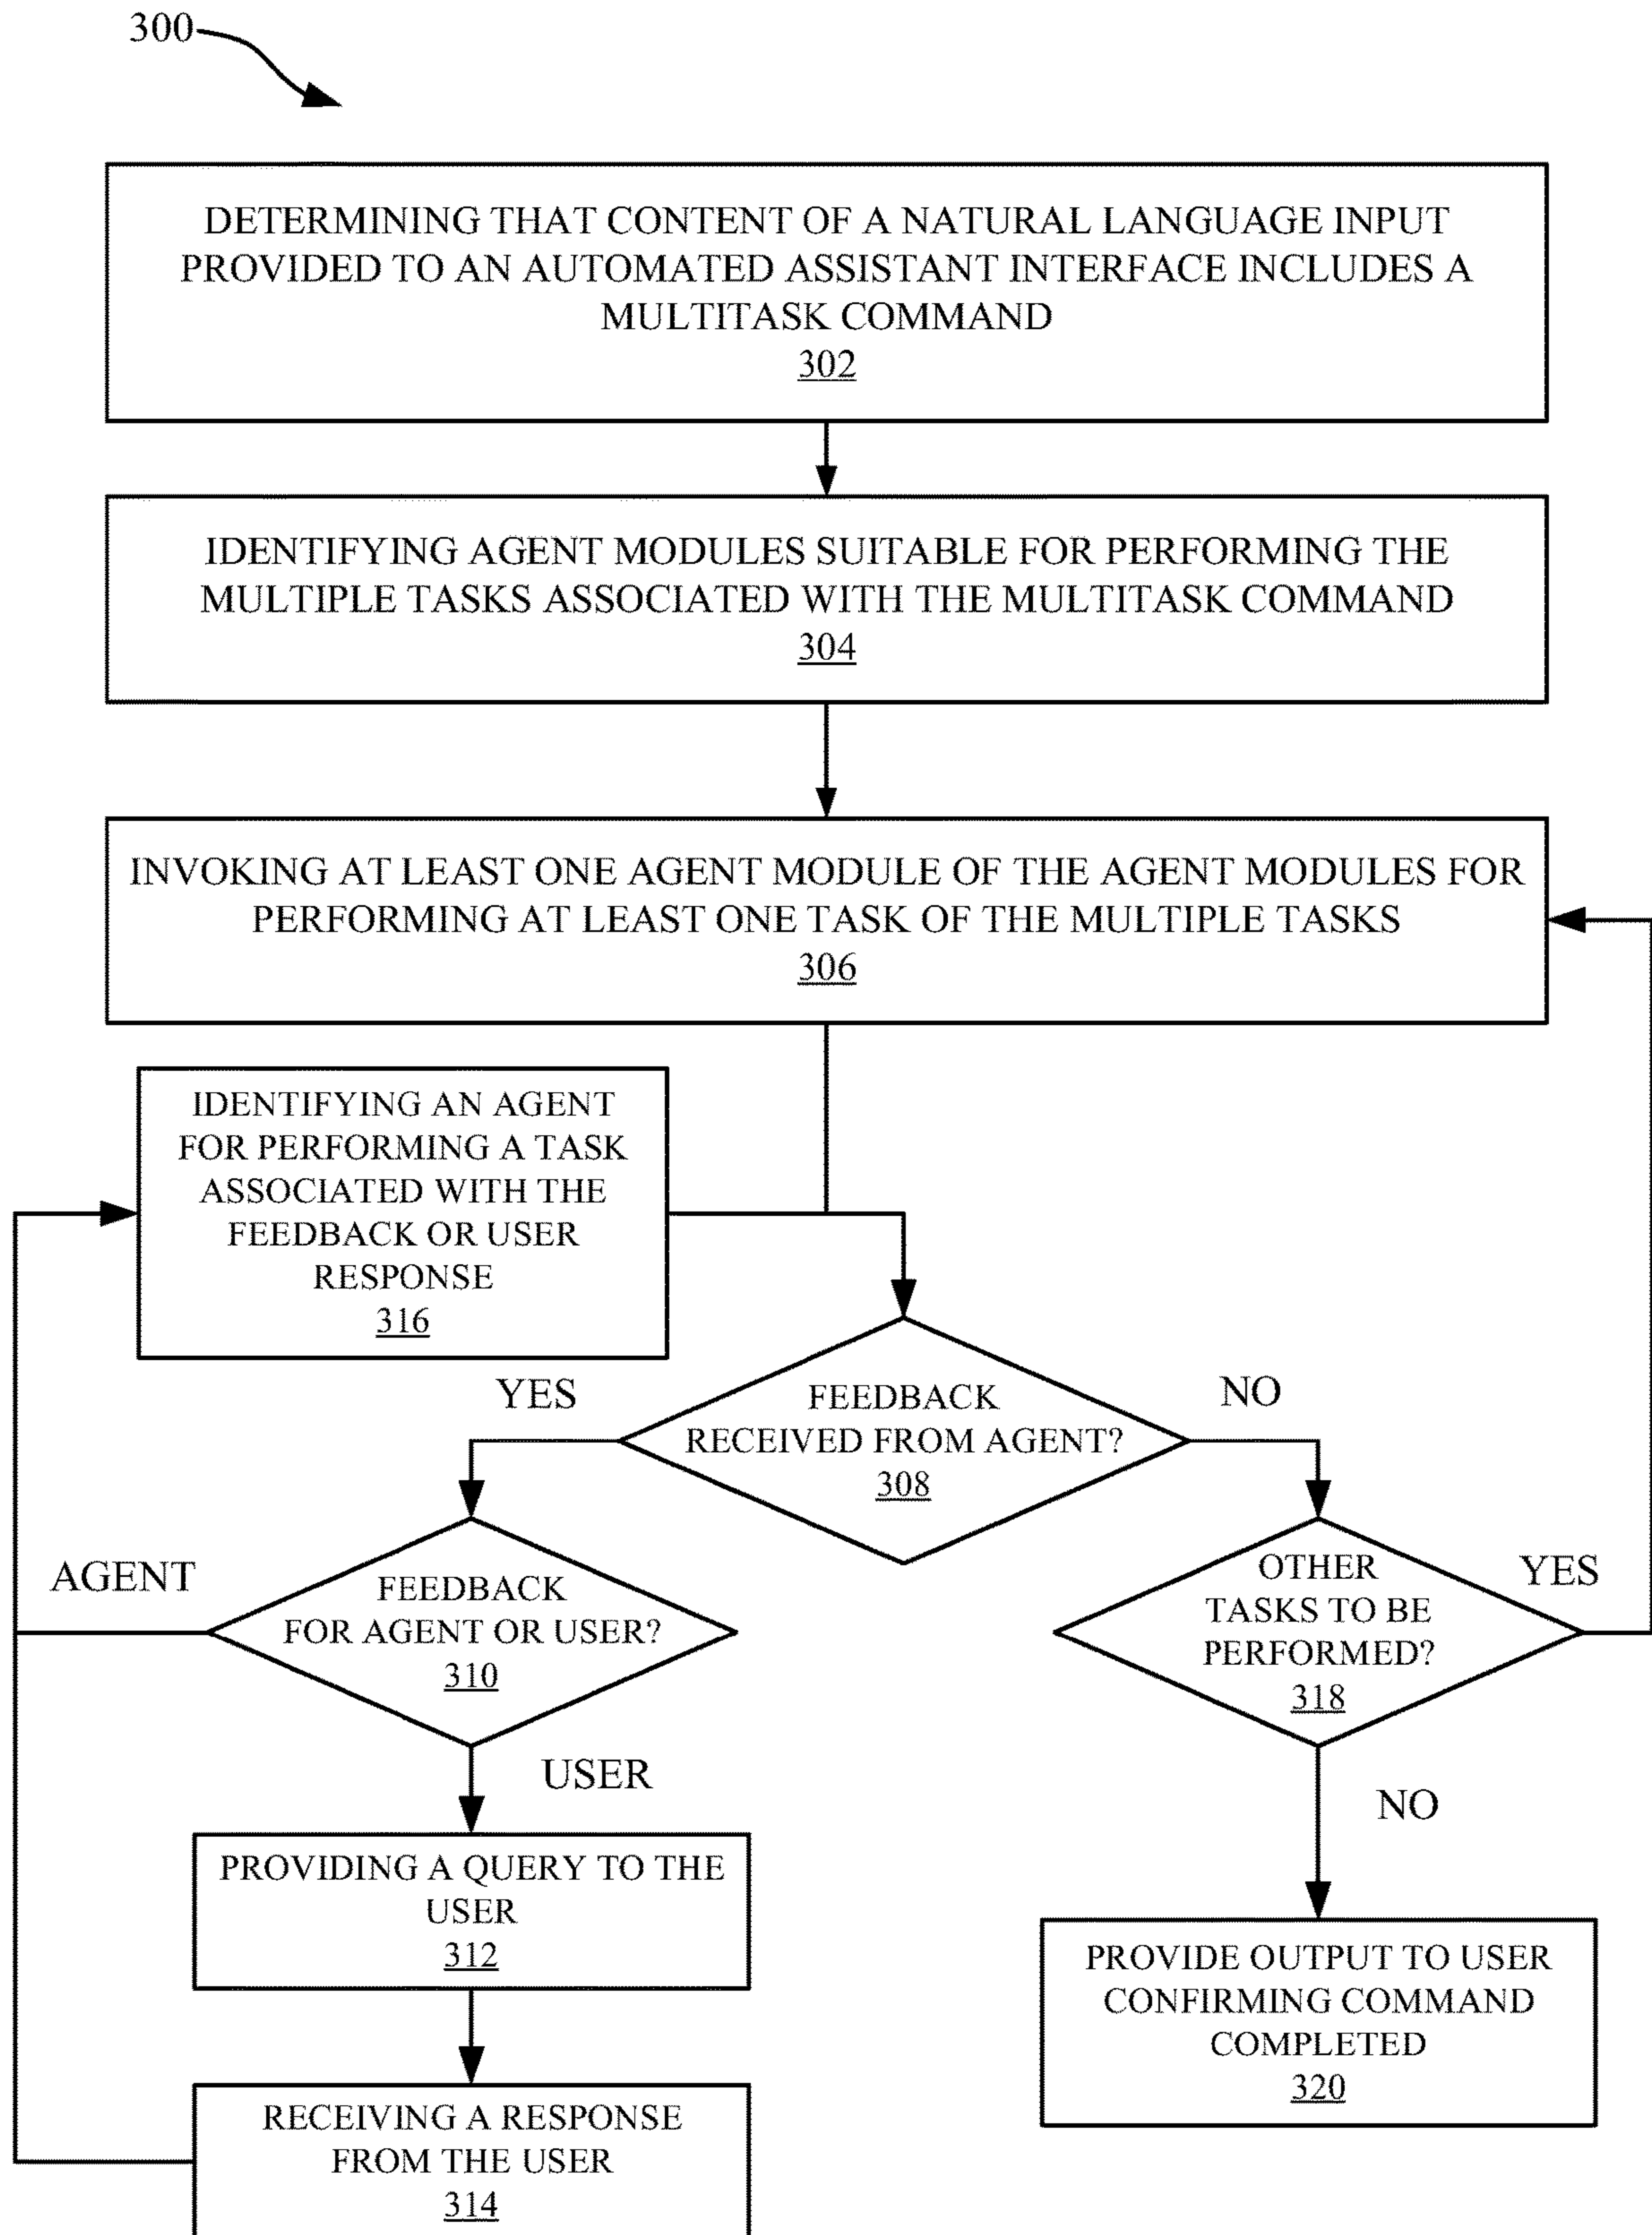 300
DETERMINING THAT CONTENT OF A NATURAL LANGUAGE INPUT
PROVIDED TO AN AUTOMATED ASSISTANT INTERFACE INCLUDES A
MULTITASK COMMAND
302
IDENTIFYING AGENT MODULES SUITABLE FOR PERFORMING THE
MULTIPLE TASKS ASSOCIATED WITH THE MULTITASK COMMAND
304
INVOKING AT LEAST ONE AGENT MODULE OF THE AGENT MODULES FOR
PERFORMING AT LEAST ONE TASK OF THE MULTIPLE TASKS
306
IDENTIFYING AN AGENT
FOR PERFORMING A TASK
ASSOCIATED WITH THE
FEEDBACK OR USER
RESPONSE
316
YES
FEEDBACK
RECEIVED FROM AGENT?
308
NO
AGENT
FEEDBACK
FOR AGENT OR USER?
310
OTHER
TASKS TO BE
PERFORMED?
318
YES
USER
NO
PROVIDING A QUERY TO THE
USER
312
PROVIDE OUTPUT TO USER
CONFIRMING COMMAND
COMPLETED
320
RECEIVING A RESPONSE
FROM THE USER
314